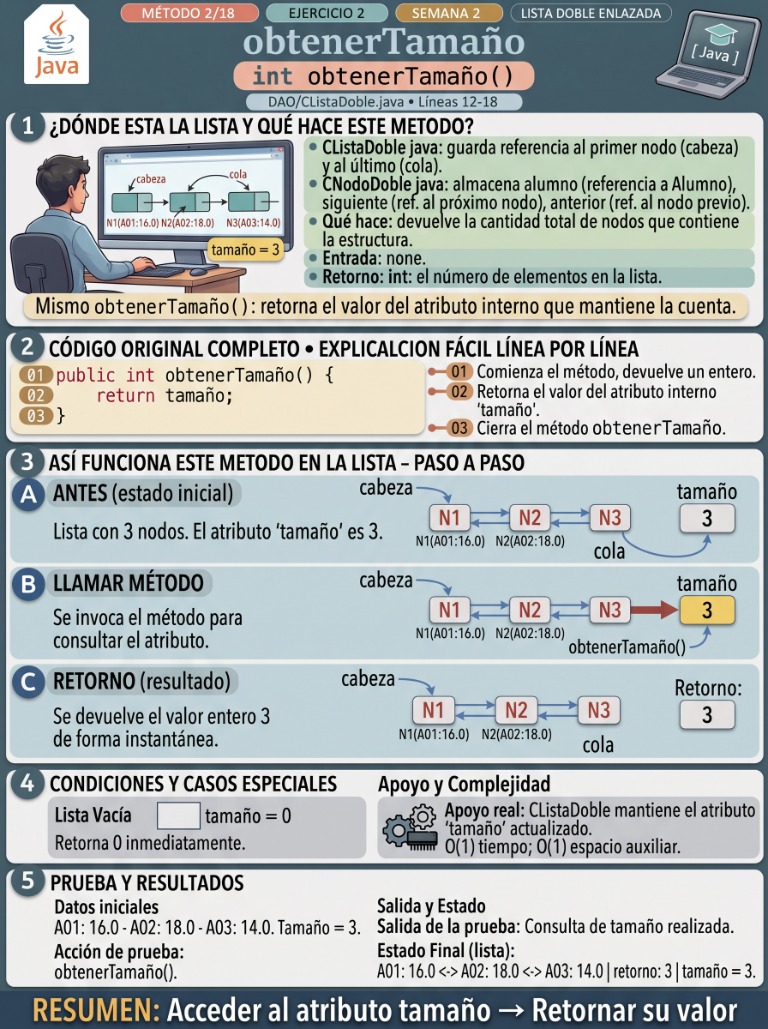 Java
MÉTODO 2/18
EJERCICIO 2
SEMANA 2
LISTA DOBLE ENLAZADA
obtenerTamaño
int obtenerTamaño()
DAO/CListaDoble.java • Líneas 12-18
[ Java ]
1 ¿DÓNDE ESTA LA LISTA Y QUÉ HACE ESTE METODO?
cabeza
cola
N1(A01:16.0) N2(A02:18.0) N3(A03:14.0)
tamaño = 3
• CListaDoble java: guarda referencia al primer nodo (cabeza)
y al último (cola).
• CNodoDoble java: almacena alumno (referencia a Alumno),
siguiente (ref. al próximo nodo), anterior (ref. al nodo previo).
• Qué hace: devuelve la cantidad total de nodos que contiene
la estructura.
• Entrada: none.
• Retorno: int: el número de elementos en la lista.
Mismo obtenerTamaño(): retorna el valor del atributo interno que mantiene la cuenta.
2 CÓDIGO ORIGINAL COMPLETO • EXPLICALCION FÁCIL LÍNEA POR LÍNEA
01 public int obtenerTamaño() {
02 return tamaño;
03 }
01 Comienza el método, devuelve un entero.
02 Retorna el valor del atributo interno
‘tamaño'.
03 Cierra el método obtenerTamaño.
3 ASÍ FUNCIONA ESTE METODO EN LA LISTA – PASO A PASO
A ANTES (estado inicial)
Lista con 3 nodos. El atributo ‘tamaño’ es 3.
cabeza
N1 N2 N3
N1(A01:16.0) N2(A02:18.0)
cola
tamaño
3
B LLAMAR MÉTODO
Se invoca el método para
consultar el atributo.
cabeza
N1 N2 N3
N1(A01:16.0) N2(A02:18.0)
obtenerTamaño()
tamaño
3
C RETORNO (resultado)
Se devuelve el valor entero 3
de forma instantánea.
cabeza
N1 N2 N3
N1(A01:16.0) N2(A02:18.0)
cola
Retorno:
3
4 CONDICIONES Y CASOS ESPECIALES
Lista Vacía tamaño = 0
Retorna 0 inmediatamente.
Apoyo y Complejidad
Apoyo real: CListaDoble mantiene el atributo
‘tamaño’ actualizado.
O(1) tiempo; O(1) espacio auxiliar.
5 PRUEBA Y RESULTADOS
Datos iniciales
A01: 16.0 - A02: 18.0 - A03: 14.0. Tamaño = 3.
Acción de prueba:
obtenerTamaño().
Salida y Estado
Salida de la prueba: Consulta de tamaño realizada.
Estado Final (lista):
A01: 16.0 <-> A02: 18.0 <-> A03: 14.0 | retorno: 3 | tamaño = 3.
RESUMEN: Acceder al atributo tamaño → Retornar su valor